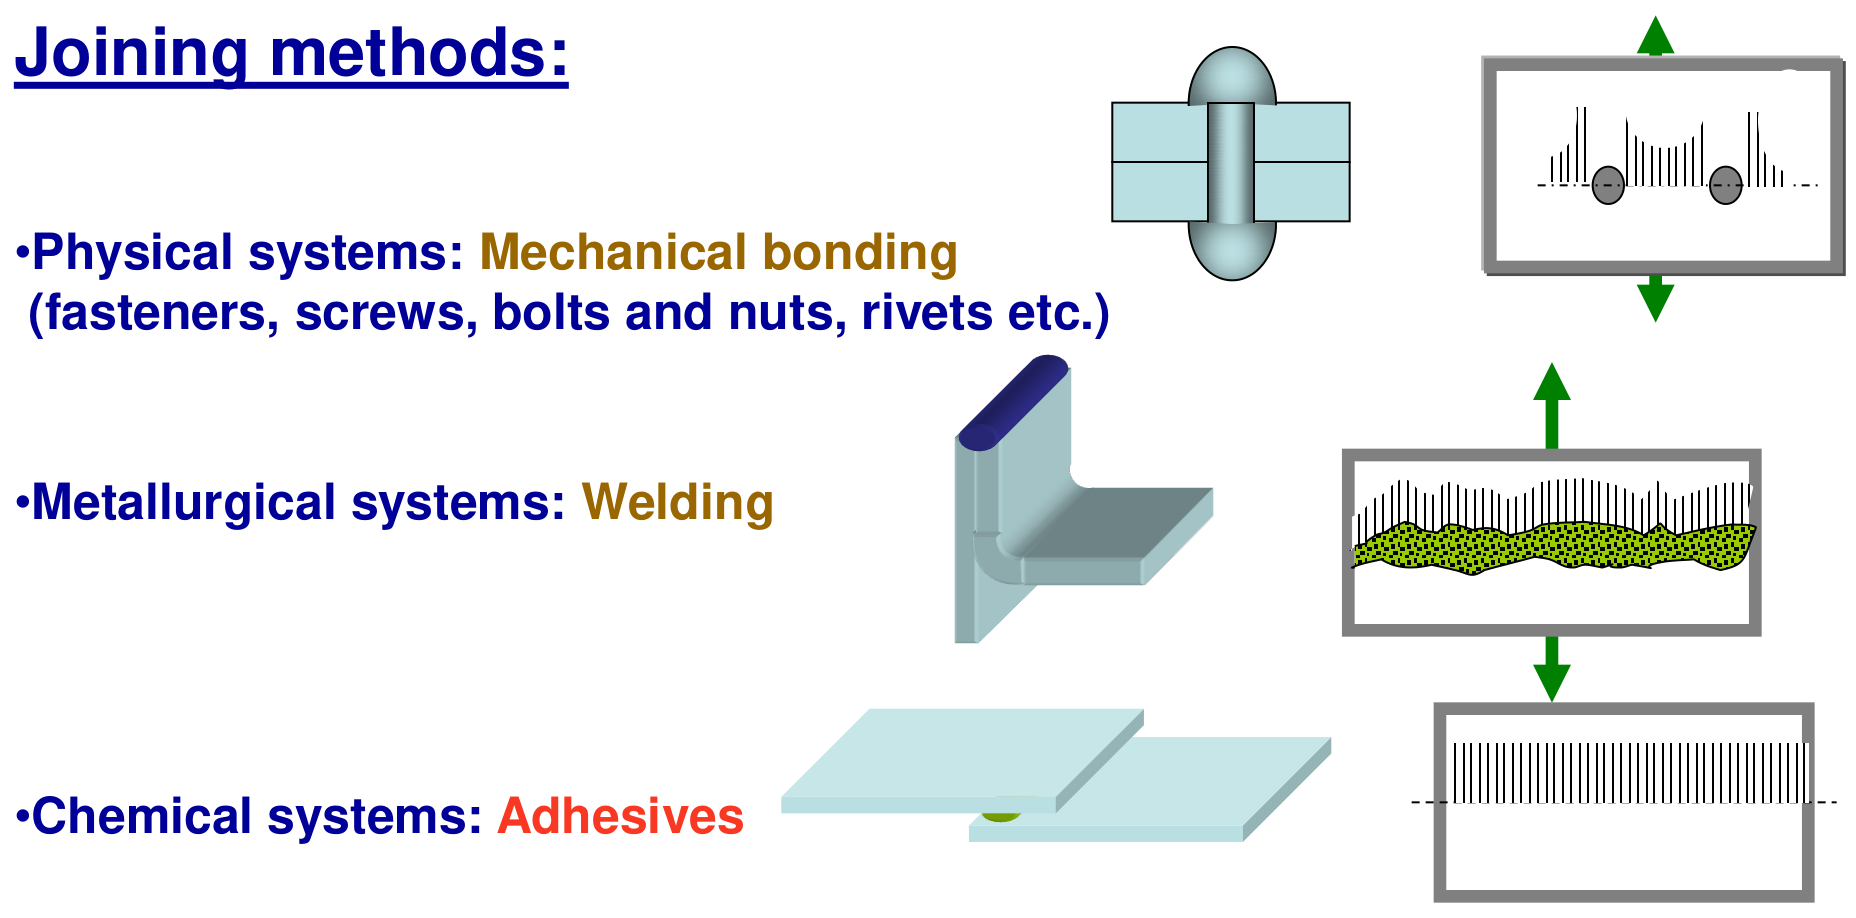 Joining methods:
•Physical systems: Mechanical bonding
(fasteners, screws, bolts and nuts, rivets etc.)
•Metallurgical systems: Welding
•Chemical systems: Adhesives